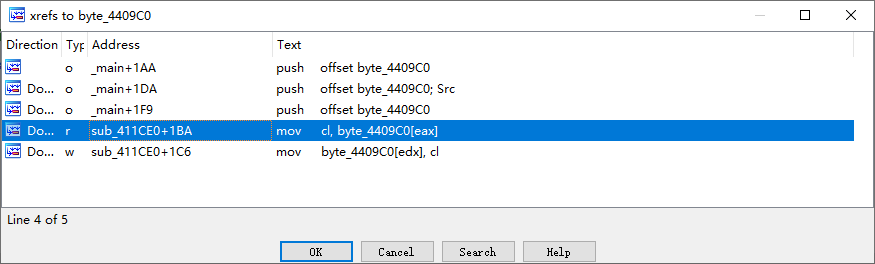 xrefs to byte_4409C0
Direction Typ Address Text
o _main+1AA push offset byte_4409C0
Do... o _main+1DA push offset byte_4409C0; Src
Do... o _main+1F9 push offset byte_4409C0
Do... r sub_411CE0+1BA mov cl, byte_4409C0[eax]
Do... w sub_411CE0+1C6 mov byte_4409C0[edx], cl
Line 4 of 5
OK Cancel Search Help